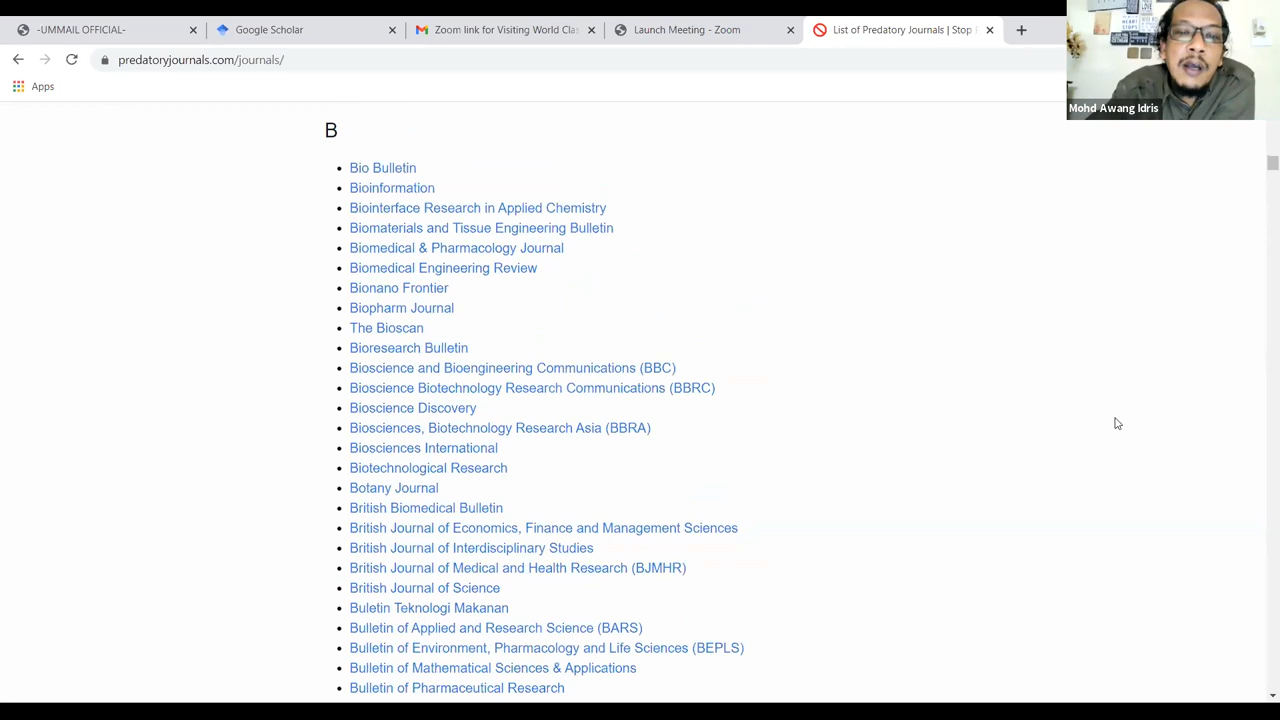 -UMMAIL OFFICIAL-
Google Scholar
Zoom link for Visiting World Clas
Launch Meeting - Zoom
List of Predatory Journals | Stop
predatoryjournals.com/journals/
Apps
Mohd Awang Idris
B
Bio Bulletin
Bioinformation
Biointerface Research in Applied Chemistry
Biomaterials and Tissue Engineering Bulletin
Biomedical & Pharmacology Journal
Biomedical Engineering Review
Bionano Frontier
Biopharm Journal
The Bioscan
Bioresearch Bulletin
Bioscience and Bioengineering Communications (BBC)
Bioscience Biotechnology Research Communications (BBRC)
Bioscience Discovery
Biosciences, Biotechnology Research Asia (BBRA)
Biosciences International
Biotechnological Research
Botany Journal
British Biomedical Bulletin
British Journal of Economics, Finance and Management Sciences
British Journal of Interdisciplinary Studies
British Journal of Medical and Health Research (BJMHR)
British Journal of Science
Buletin Teknologi Makanan
Bulletin of Applied and Research Science (BARS)
Bulletin of Environment, Pharmacology and Life Sciences (BEPLS)
Bulletin of Mathematical Sciences & Applications
Bulletin of Pharmaceutical Research